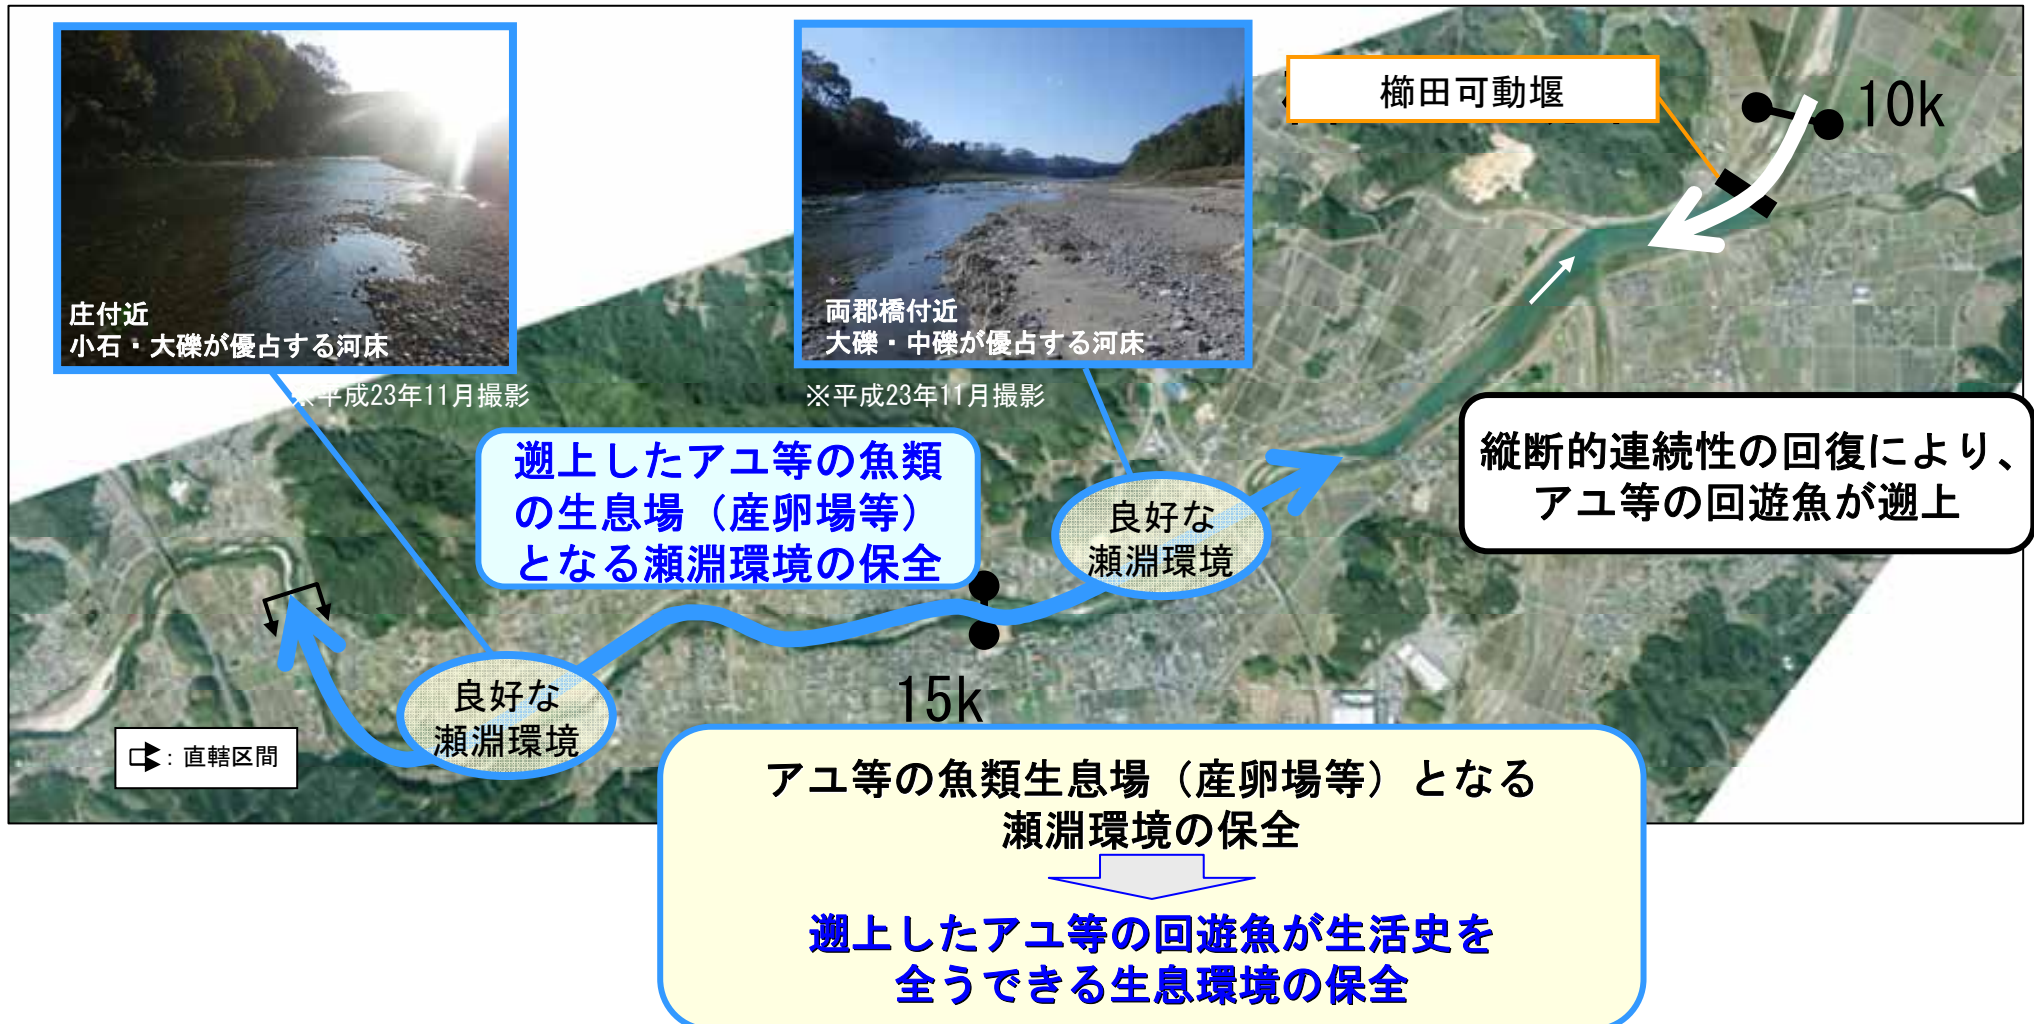 庄付近
小石・大礫が優占する河床
※平成23年11月撮影
両郡橋付近
大礫・中礫が優占する河床
※平成23年11月撮影
櫛田可動堰
10k
縦断的連続性の回復により、
アユ等の回遊魚が遡上
遡上したアユ等の魚類
の生息場（産卵場等）
となる瀬淵環境の保全
良好な
瀬淵環境
15k
良好な
瀬淵環境
：直轄区間
アユ等の魚類生息場（産卵場等）となる
瀬淵環境の保全
遡上したアユ等の回遊魚が生活史を
全うできる生息環境の保全